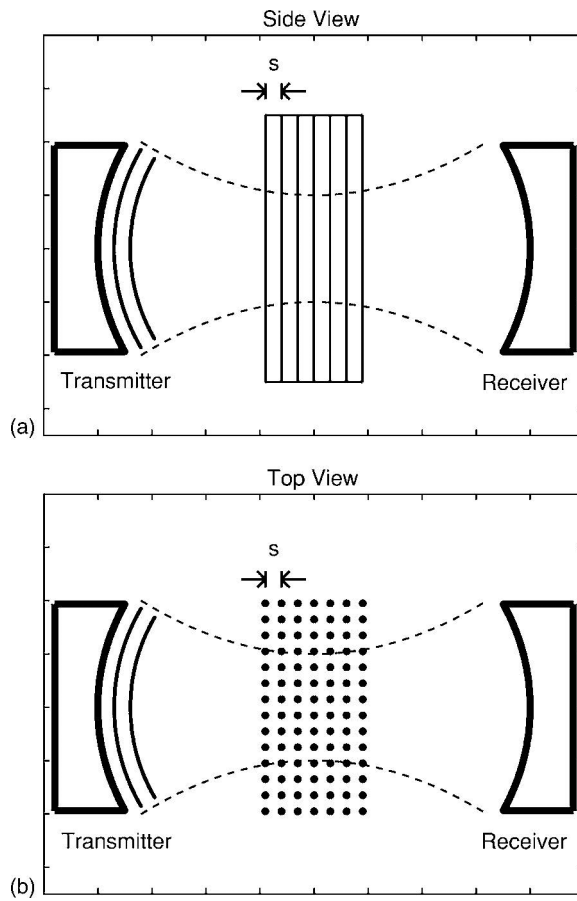 Side View
s
Transmitter
Receiver
(a)
Top View
s
Transmitter
Receiver
(b)